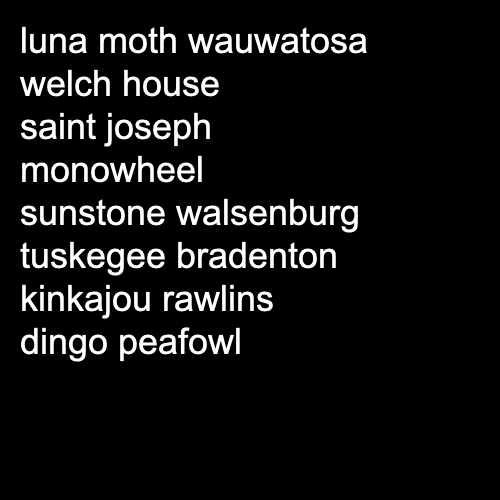 luna moth wauwatosa
welch house
saint joseph
monowheel
sunstone walsenburg
tuskegee bradenton
kinkajou rawlins
dingo peafowl